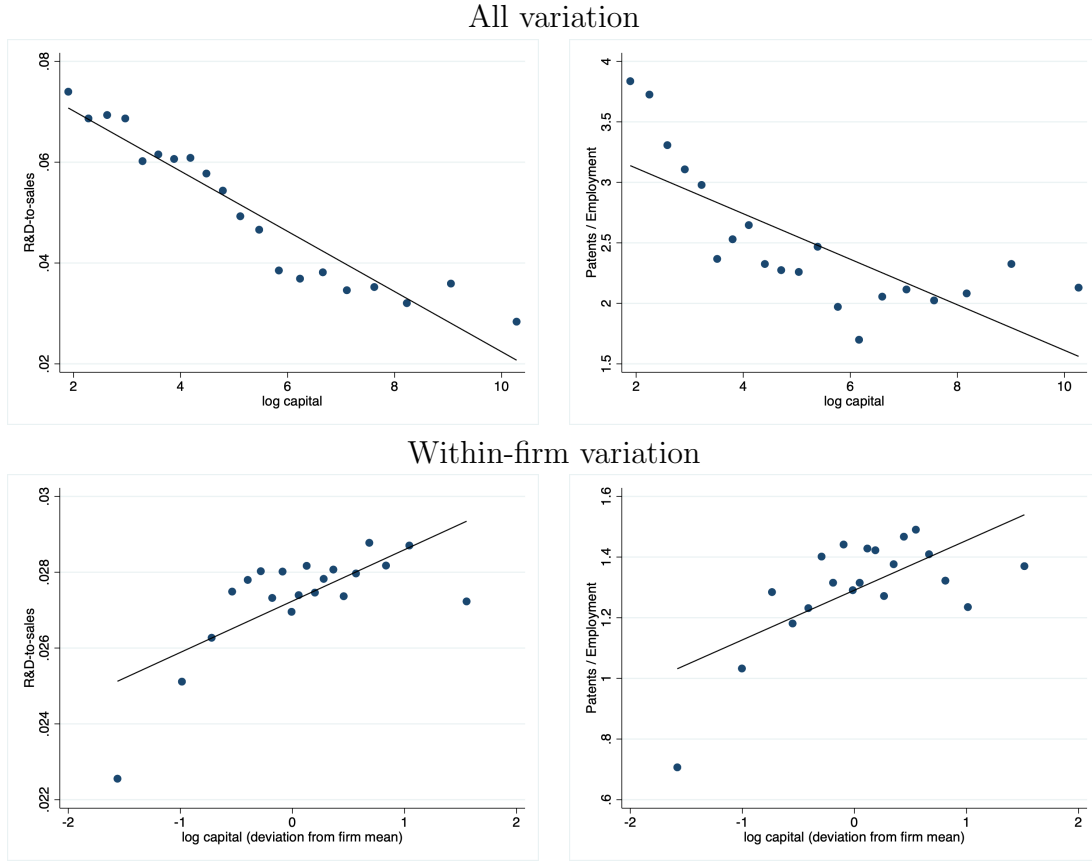 All variation
R&D-to-sales
.02 .04 .06 .08
2 4 6 8 10
log capital
Patents / Employment
1.5 2 2.5 3 3.5 4
2 4 6 8 10
log capital
Within-firm variation
R&D-to-sales
.022 .024 .026 .028 .03
-2 -1 0 1 2
log capital (deviation from firm mean)
Patents / Employment
.6 .8 1 1.2 1.4 1.6
-2 -1 0 1 2
log capital (deviation from firm mean)